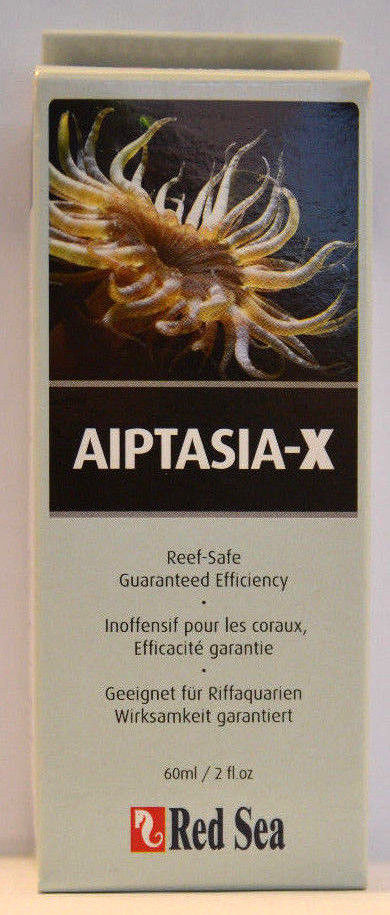 AIPTASIA-X
Reef-Safe
Guaranteed Efficiency
•
Inoffensif pour les coraux,
Efficacité garantie
•
Geeignet für Riffaquarien
Wirksamkeit garantiert
60ml / 2 fl.oz
Red Sea